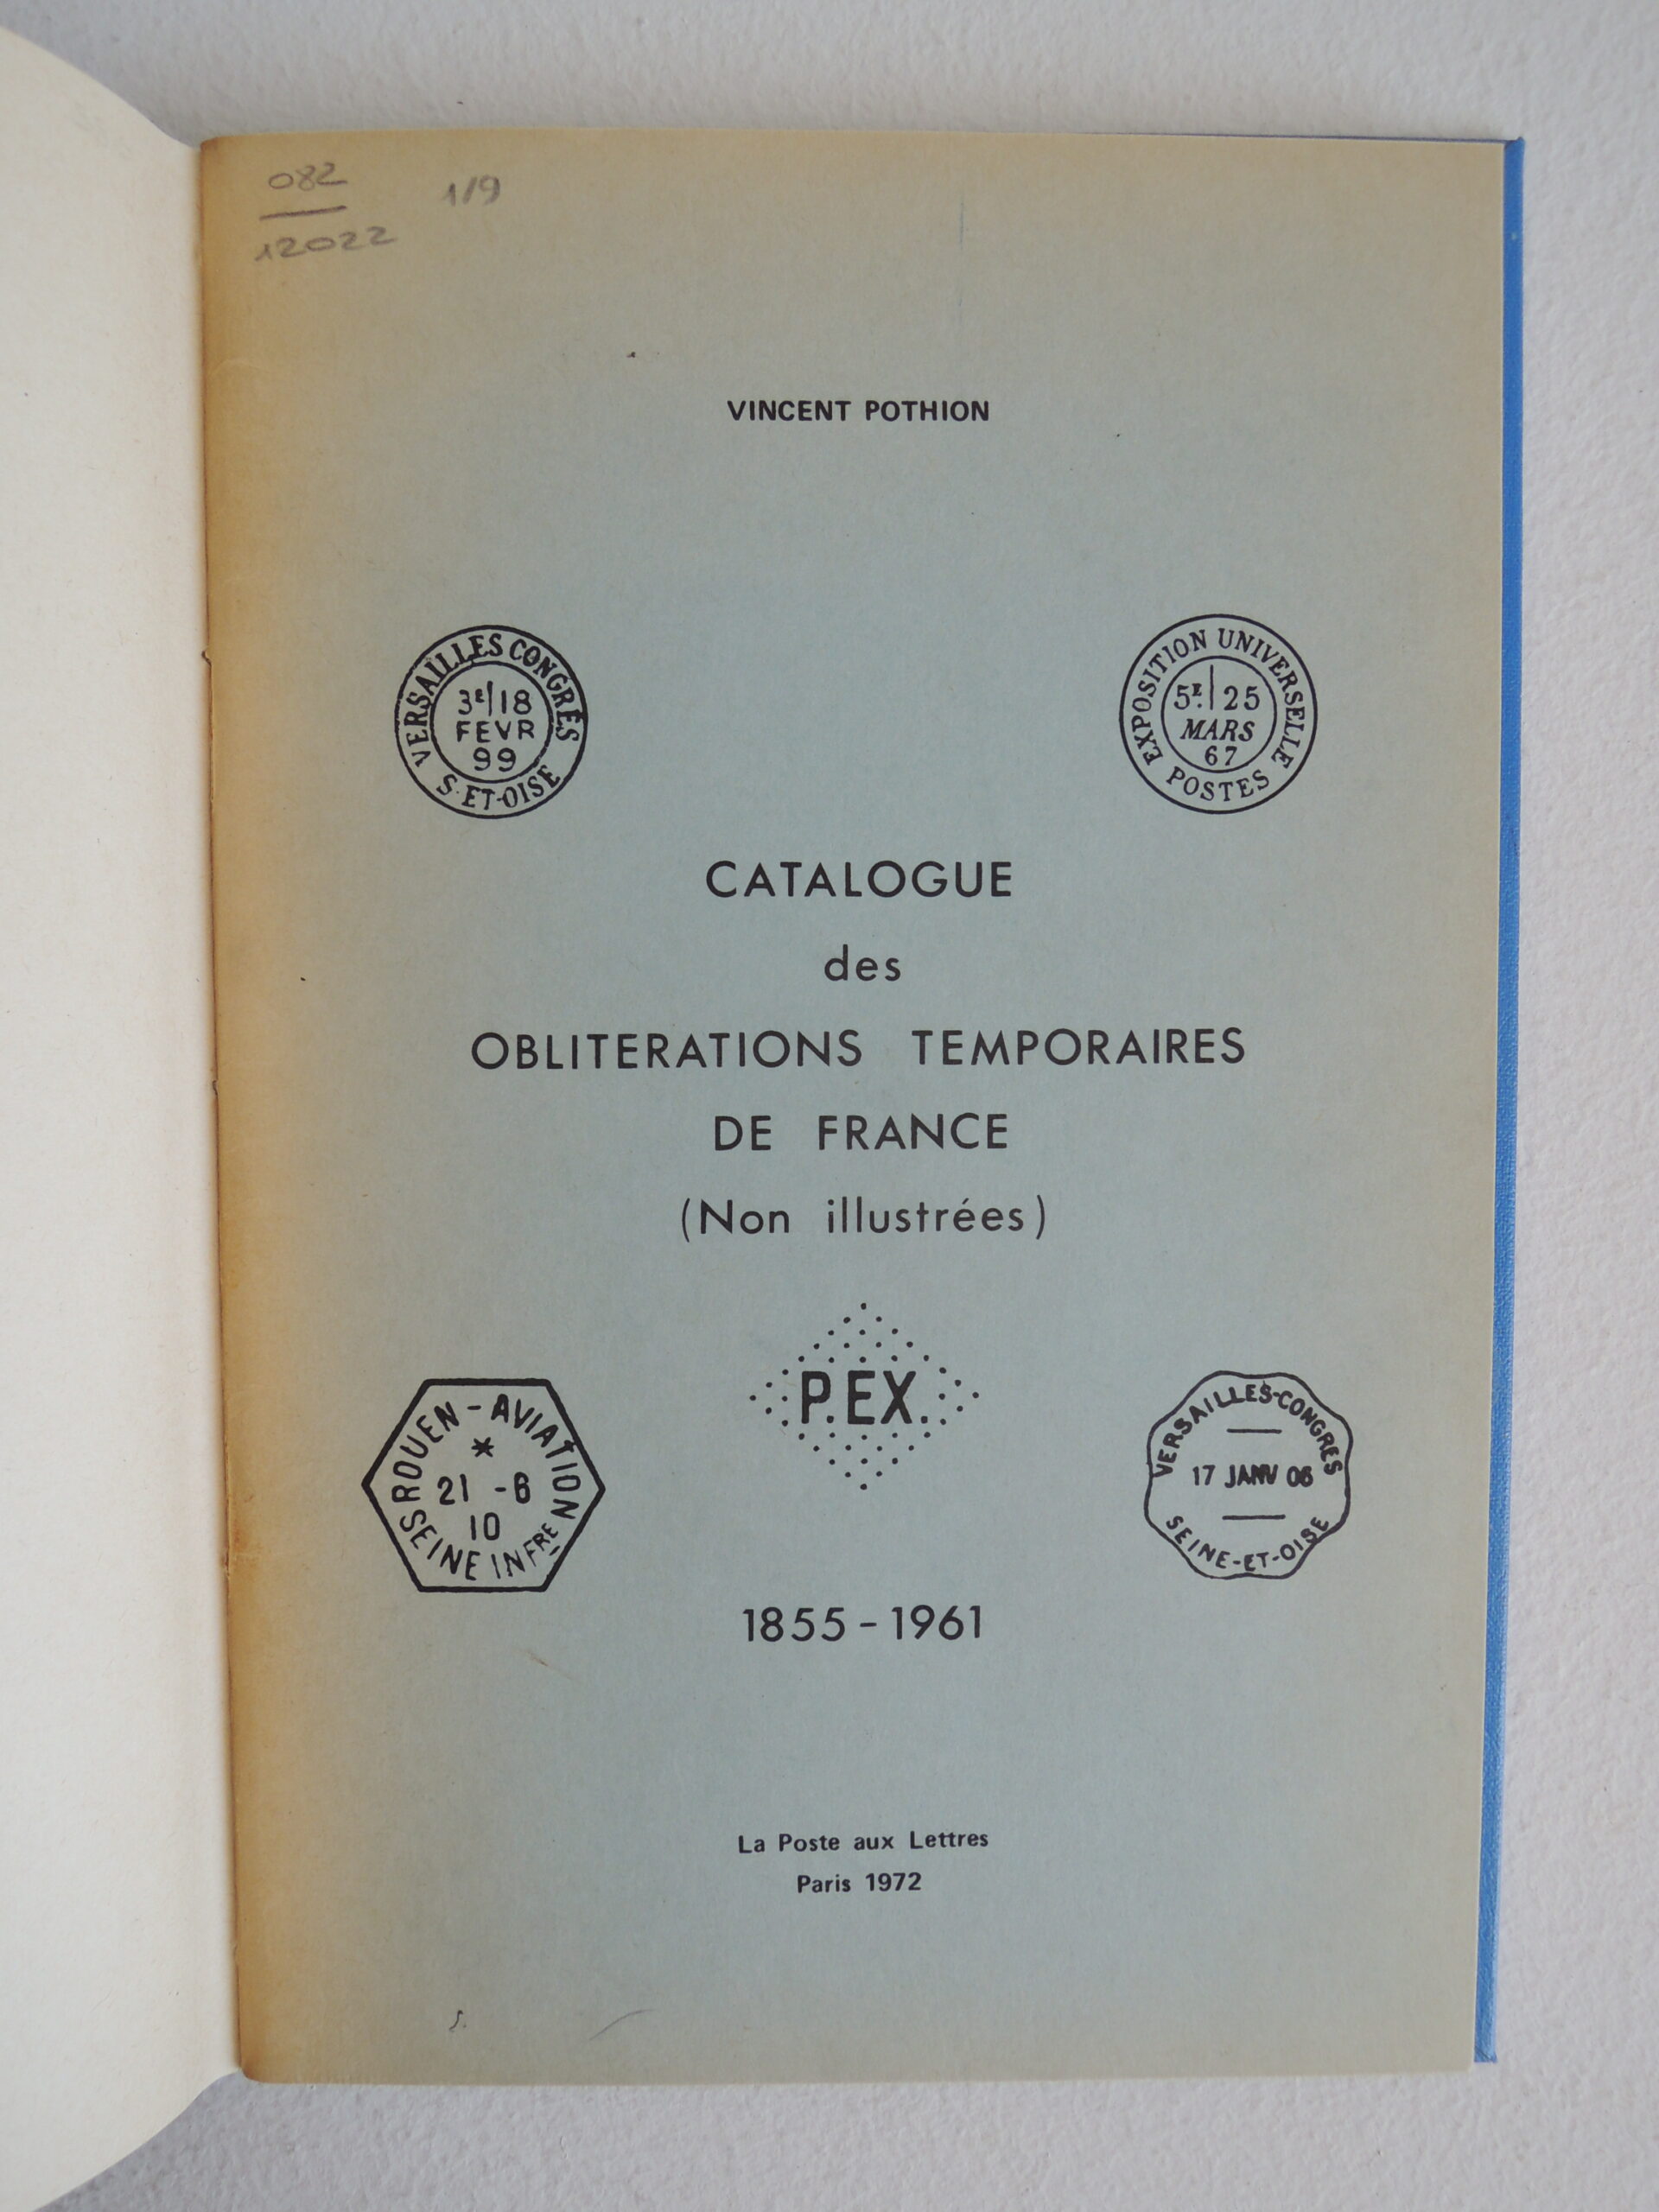 082
12022
1/9
VINCENT POTHION
VERSAILLES CONGRES
3E 18
FEVR
99
S-ET-OISE
EXPOSITION UNIVERSELLE
5E 25
MARS
67
POSTES
CATALOGUE
des
OBLITERATIONS TEMPORAIRES
DE FRANCE
(Non illustrées)
P.EX.
ROUEN-AVIATION
*
21 -6
10
SEINE INFRE
VERSAILLES-CONGRES
17 JANV 06
SEINE-ET-OISE
1855-1961
La Poste aux Lettres
Paris 1972